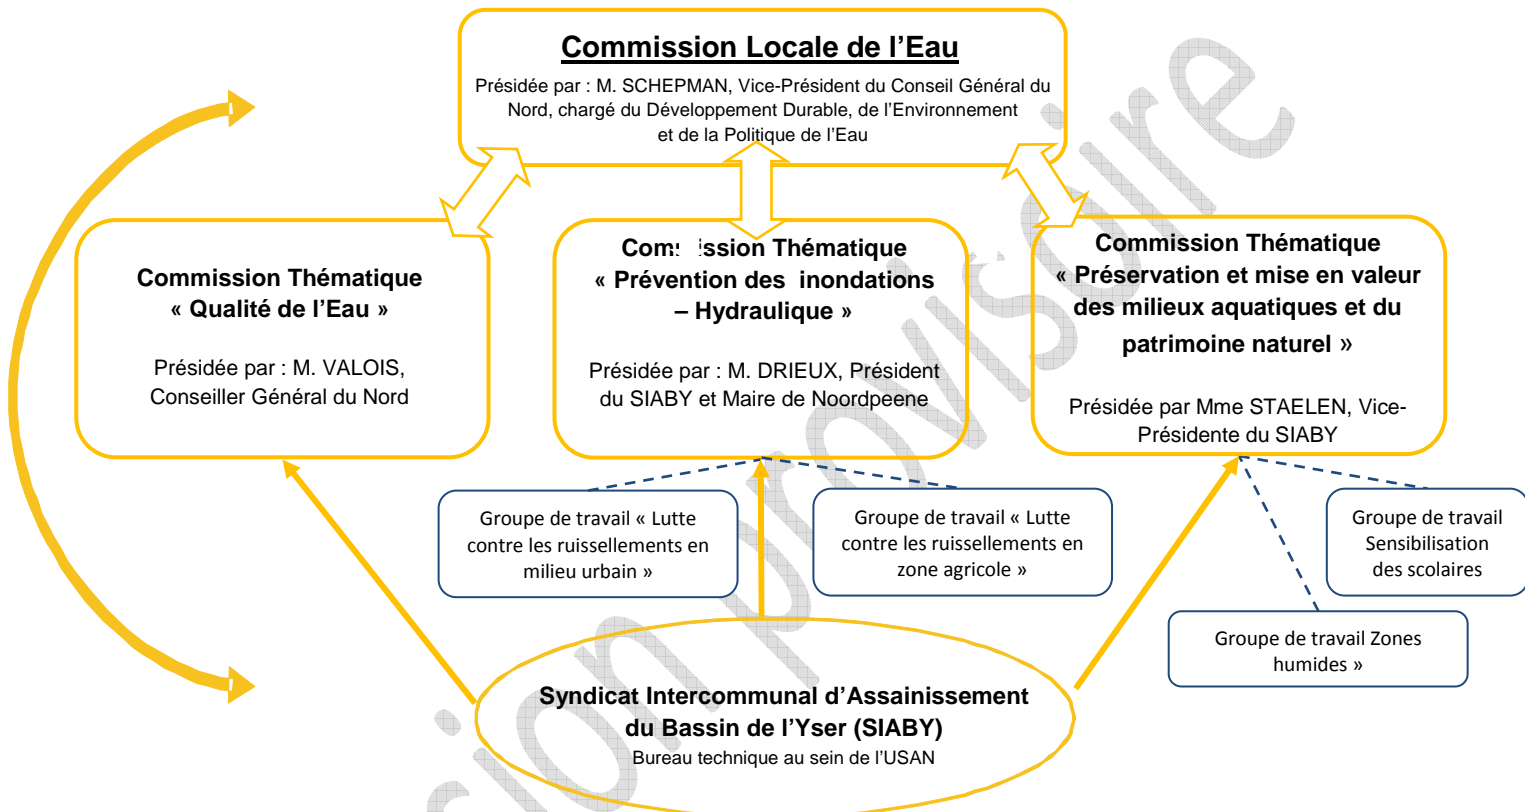 Commission Locale de l’Eau
Présidée par : M. SCHEPMAN, Vice-Président du Conseil Général du
Nord, chargé du Développement Durable, de l’Environnement
et de la Politique de l’Eau
Commission Thématique
« Qualité de l’Eau »
Présidée par : M. VALOIS,
Conseiller Général du Nord
Commission Thématique
« Prévention des inondations
– Hydraulique »
Présidée par : M. DRIEUX, Président
du SIABY et Maire de Noordpeene
Commission Thématique
« Préservation et mise en valeur
des milieux aquatiques et du
patrimoine naturel »
Présidée par Mme STAELEN, Vice-
Présidente du SIABY
Groupe de travail « Lutte
contre les ruissellements en
milieu urbain »
Groupe de travail « Lutte
contre les ruissellements en
zone agricole »
Groupe de travail
Sensibilisation
des scolaires
Groupe de travail Zones
humides »
Syndicat Intercommunal d’Assainissement
du Bassin de l’Yser (SIABY)
Bureau technique au sein de l’USAN
sion provisoire